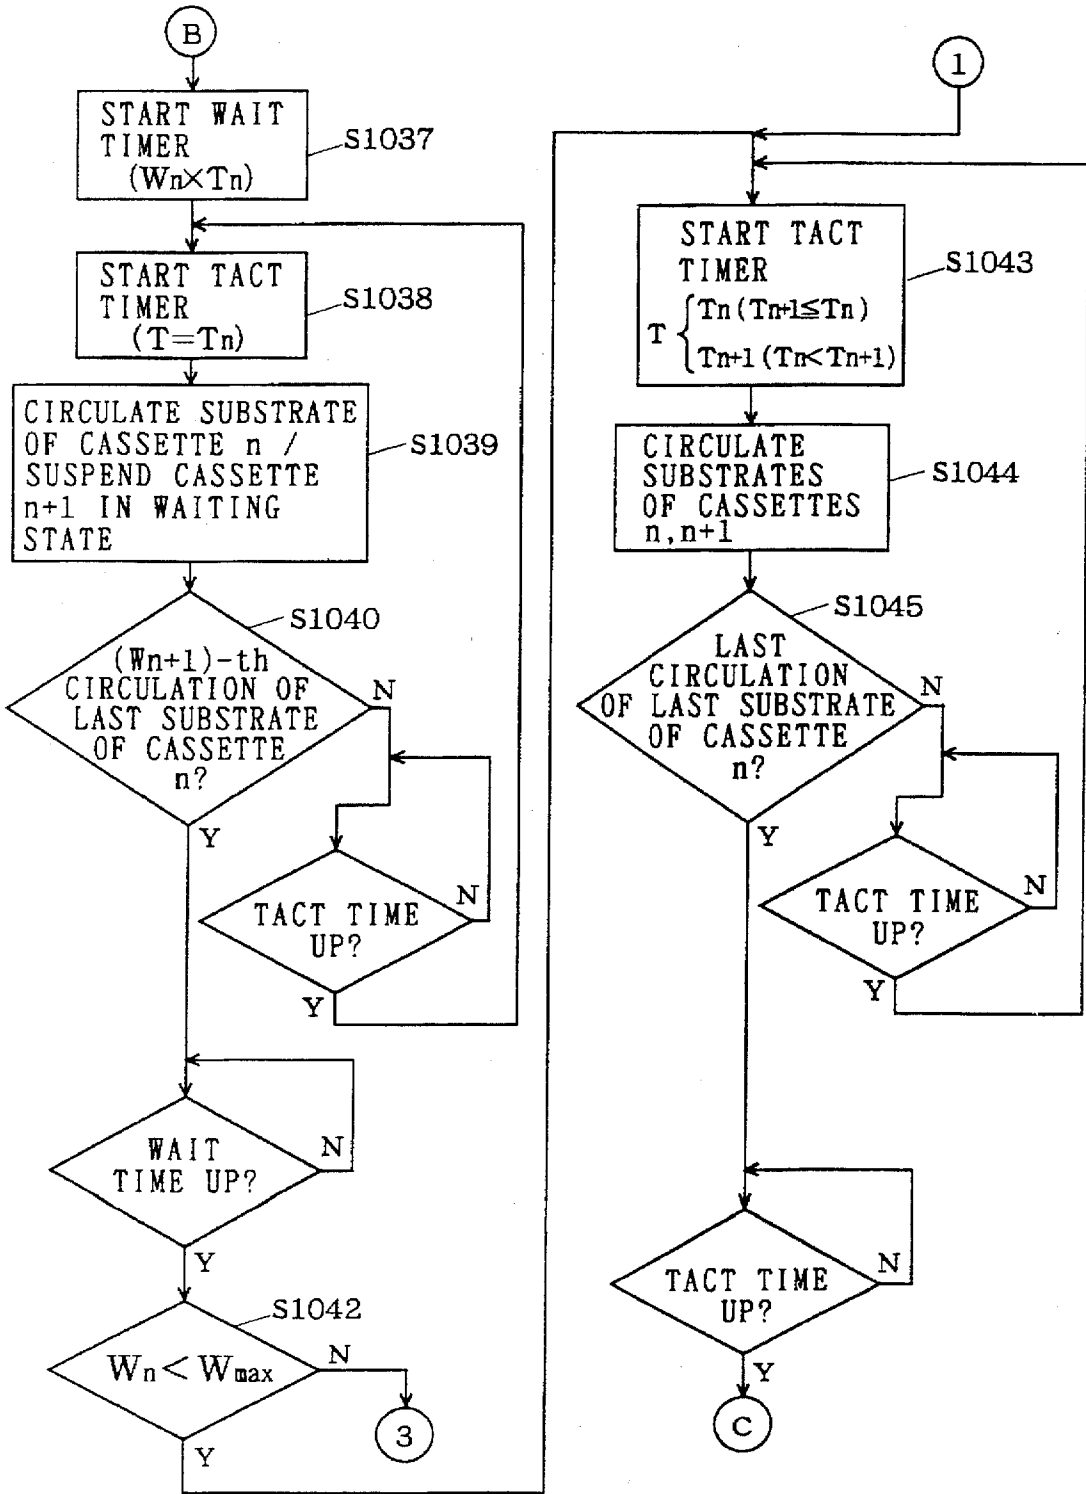 B
START WAIT
TIMER
(Wn×Tn)
S1037
START TACT
TIMER
(T=Tn)
S1038
CIRCULATE SUBSTRATE
OF CASSETTE n /
SUSPEND CASSETTE
n+1 IN WAITING
STATE
S1039
S1040
(Wn+1)-th
CIRCULATION OF
LAST SUBSTRATE
OF CASSETTE
n?
N
Y
TACT TIME
UP?
N
Y
WAIT
TIME UP?
N
Y
S1042
Wn<Wmax
N
3
Y
1
START TACT
TIMER
T { Tn (Tn+1≦Tn)
Tn+1 (Tn<Tn+1)
S1043
CIRCULATE
SUBSTRATES
OF CASSETTES
n,n+1
S1044
S1045
LAST
CIRCULATION
OF LAST SUBSTRATE
OF CASSETTE
n?
N
Y
TACT TIME
UP?
N
Y
TACT TIME
UP?
N
Y
C